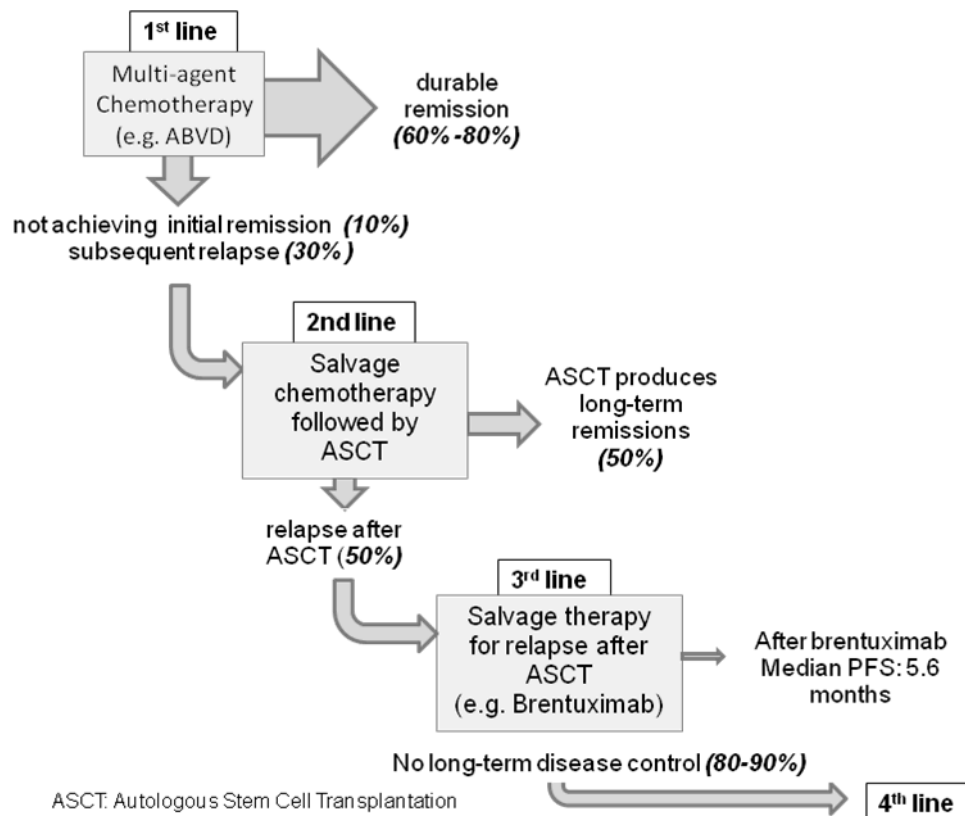 1st line
Multi-agent
Chemotherapy
(e.g. ABVD)
durable
remission
(60% -80%)
not achieving initial remission (10%)
subsequent relapse (30%)
2nd line
Salvage
chemotherapy
followed by
ASCT
ASCT produces
long-term
remissions
(50%)
relapse after
ASCT (50%)
3rd line
Salvage therapy
for relapse after
ASCT
(e.g. Brentuximab)
After brentuximab
Median PFS: 5.6
months
No long-term disease control (80-90%)
ASCT: Autologous Stem Cell Transplantation
4th line